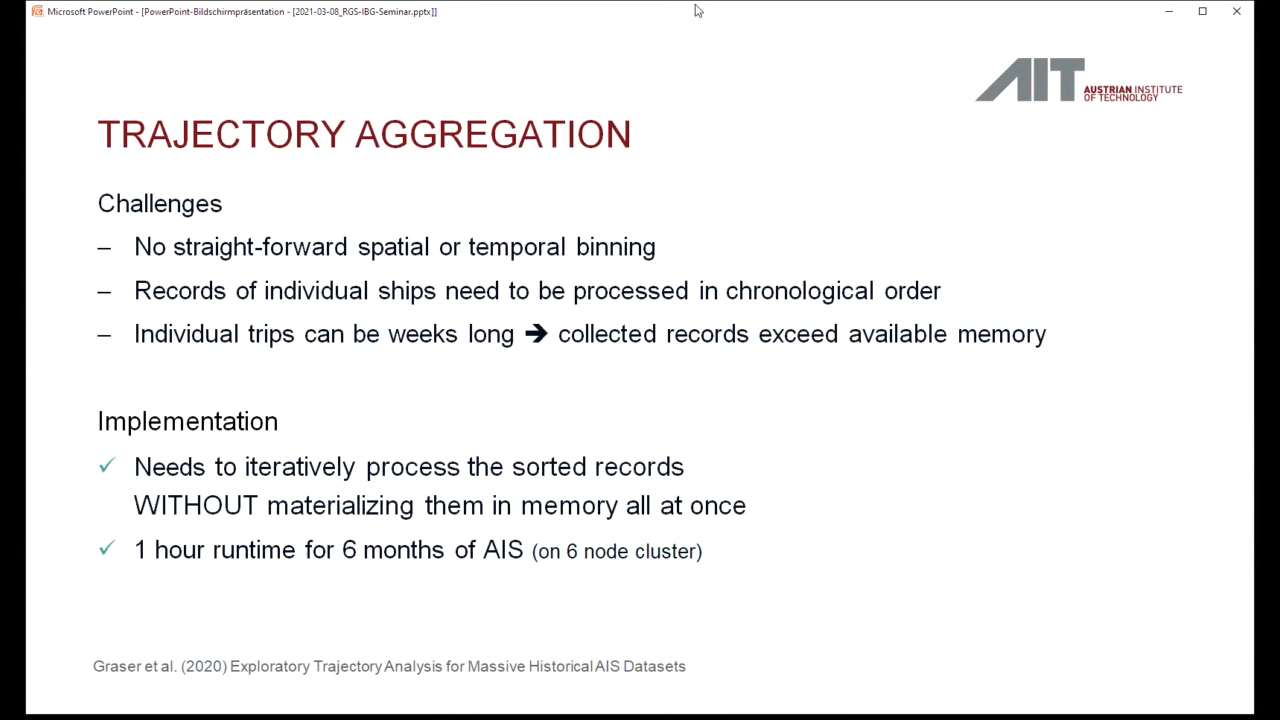 Microsoft PowerPoint - [PowerPoint-Bildschirmpräsentation - [2021-03-08_RGS-IBG-Seminar.pptx]]
AIT AUSTRIAN INSTITUTE
OF TECHNOLOGY
TRAJECTORY AGGREGATION
Challenges
– No straight-forward spatial or temporal binning
– Records of individual ships need to be processed in chronological order
– Individual trips can be weeks long ➔ collected records exceed available memory
Implementation
✓ Needs to iteratively process the sorted records
WITHOUT materializing them in memory all at once
✓ 1 hour runtime for 6 months of AIS (on 6 node cluster)
Graser et al. (2020) Exploratory Trajectory Analysis for Massive Historical AIS Datasets